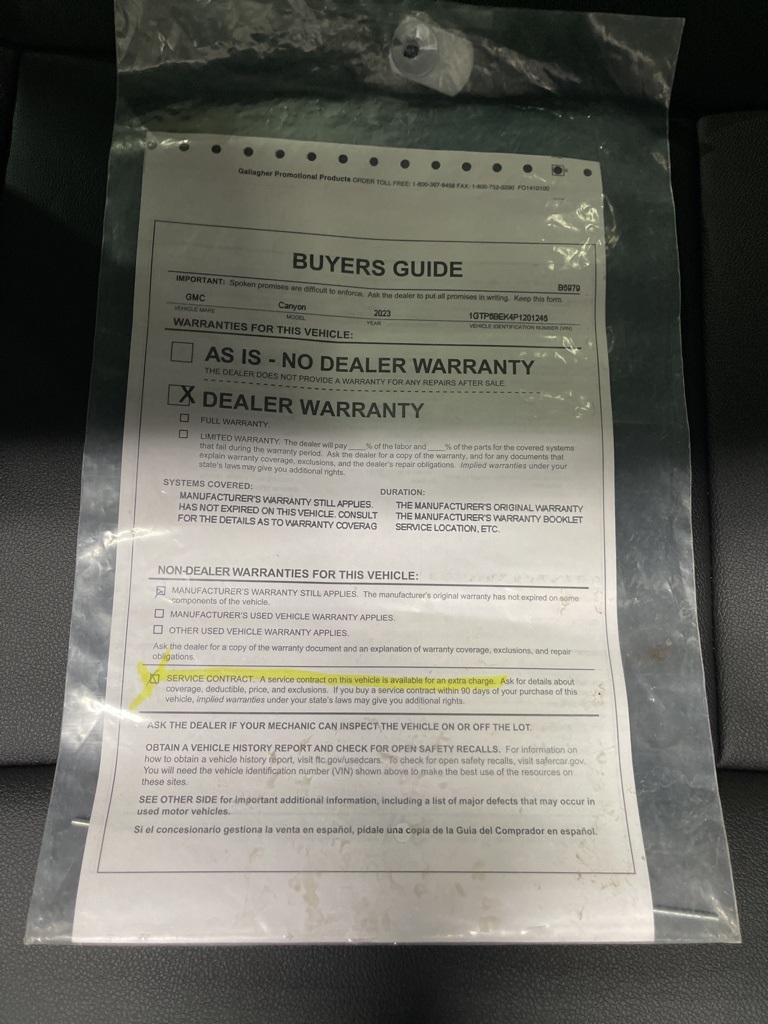 Gallagher Promotional Products ORDER TOLL FREE: 1-800-367-8458 FAX: 1-800-752-0290 FO1410100
BUYERS GUIDE
B5979
IMPORTANT: Spoken promises are difficult to enforce. Ask the dealer to put all promises in writing. Keep this form.
GMC Canyon 2023 1GTP6BEK4P1201246
VEHICLE MAKE MODEL YEAR VEHICLE IDENTIFICATION NUMBER (VIN)
WARRANTIES FOR THIS VEHICLE:
AS IS - NO DEALER WARRANTY
THE DEALER DOES NOT PROVIDE A WARRANTY FOR ANY REPAIRS AFTER SALE.
X DEALER WARRANTY
FULL WARRANTY.
LIMITED WARRANTY. The dealer will pay ____% of the labor and ____% of the parts for the covered systems
that fail during the warranty period. Ask the dealer for a copy of the warranty, and for any documents that
explain warranty coverage, exclusions, and the dealer's repair obligations. Implied warranties under your
state's laws may give you additional rights.
SYSTEMS COVERED: DURATION:
MANUFACTURER'S WARRANTY STILL APPLIES. THE MANUFACTURER'S ORIGINAL WARRANTY
HAS NOT EXPIRED ON THIS VEHICLE. CONSULT THE MANUFACTURER'S WARRANTY BOOKLET
FOR THE DETAILS AS TO WARRANTY COVERAG SERVICE LOCATION, ETC.
NON-DEALER WARRANTIES FOR THIS VEHICLE:
MANUFACTURER'S WARRANTY STILL APPLIES. The manufacturer's original warranty has not expired on some
components of the vehicle.
MANUFACTURER'S USED VEHICLE WARRANTY APPLIES.
OTHER USED VEHICLE WARRANTY APPLIES.
Ask the dealer for a copy of the warranty document and an explanation of warranty coverage, exclusions, and repair
obligations.
SERVICE CONTRACT. A service contract on this vehicle is available for an extra charge. Ask for details about
coverage, deductible, price, and exclusions. If you buy a service contract within 90 days of your purchase of this
vehicle, implied warranties under your state's laws may give you additional rights.
ASK THE DEALER IF YOUR MECHANIC CAN INSPECT THE VEHICLE ON OR OFF THE LOT.
OBTAIN A VEHICLE HISTORY REPORT AND CHECK FOR OPEN SAFETY RECALLS. For information on
how to obtain a vehicle history report, visit ftc.gov/usedcars. To check for open safety recalls, visit safercar.gov.
You will need the vehicle identification number (VIN) shown above to make the best use of the resources on
these sites.
SEE OTHER SIDE for important additional information, including a list of major defects that may occur in
used motor vehicles.
Si el concesionario gestiona la venta en español, pídale una copia de la Guía del Comprador en español.